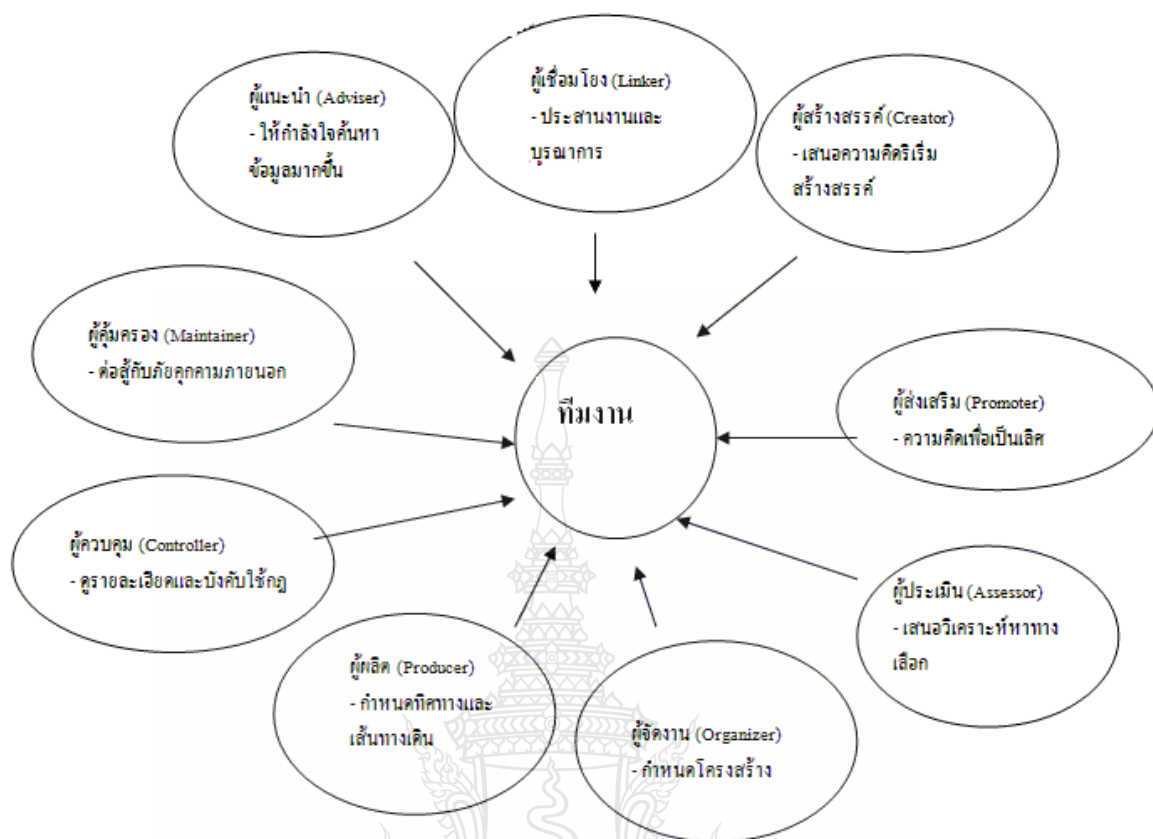 ผู้แนะนำ (Adviser)
- ให้กำลังใจค้นหา
ข้อมูลมากขึ้น
ผู้เชื่อมโยง (Linker)
- ประสานงานและ
บูรณาการ
ผู้สร้างสรรค์ (Creator)
- เสนอความคิดริเริ่ม
สร้างสรรค์
ผู้คุ้มครอง (Maintainer)
- ต่อสู้กับภัยคุกคามภายนอก
ทีมงาน
ผู้ส่งเสริม (Promoter)
- ความคิดเพื่อเป็นเลิศ
ผู้ควบคุม (Controller)
- ดูรายละเอียดและบังคับใช้กฎ
ผู้ประเมิน (Assessor)
- เสนอวิเคราะห์หาทาง
เลือก
ผู้ผลิต (Producer)
- กำหนดทิศทางและ
เส้นทางเดิน
ผู้จัดงาน (Organizer)
- กำหนดโครงสร้าง